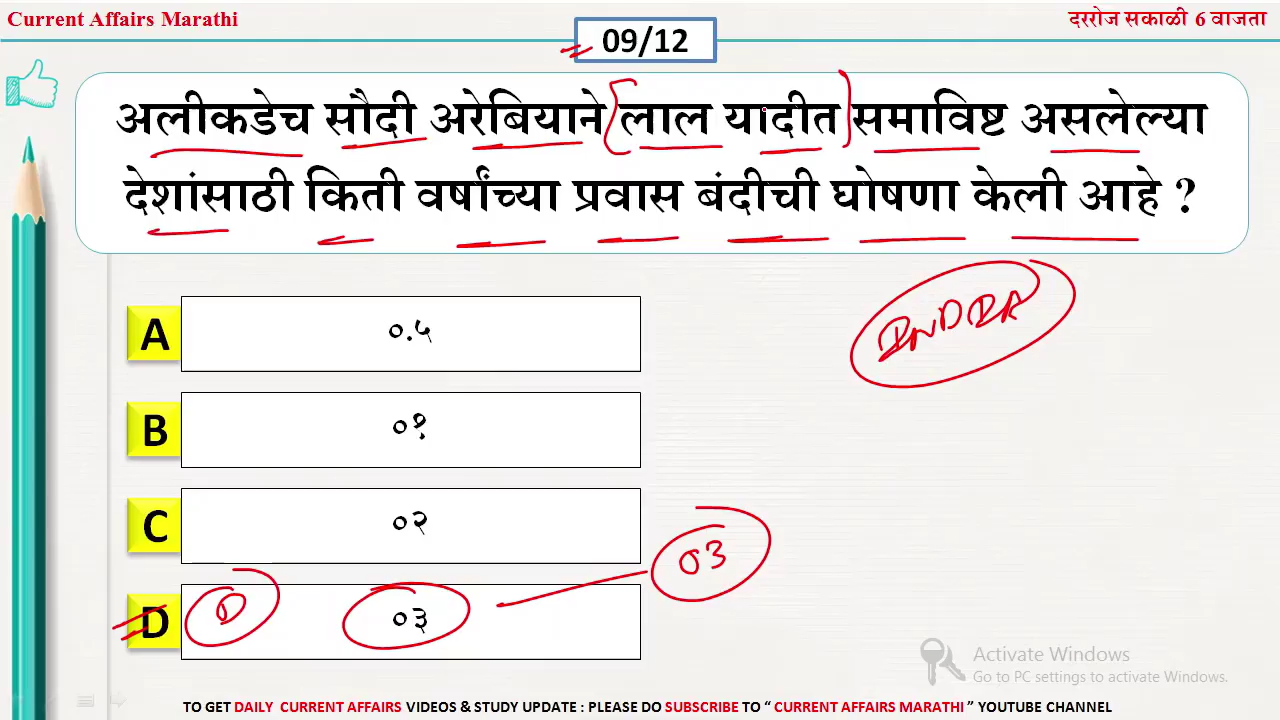 Current Affairs Marathi
दररोज सकाळी 6 वाजता
09/12
अलीकडेच सौदी अरेबियाने लाल यादीत समाविष्ट असलेल्या
देशांसाठी किती वर्षांच्या प्रवास बंदीची घोषणा केली आहे ?
INDIA
A ०.५
B ०१
C ०२
03
D D ०३
Activate Windows
Go to PC settings to activate Windows.
TO GET DAILY CURRENT AFFAIRS VIDEOS & STUDY UPDATE : PLEASE DO SUBSCRIBE TO “ CURRENT AFFAIRS MARATHI ” YOUTUBE CHANNEL